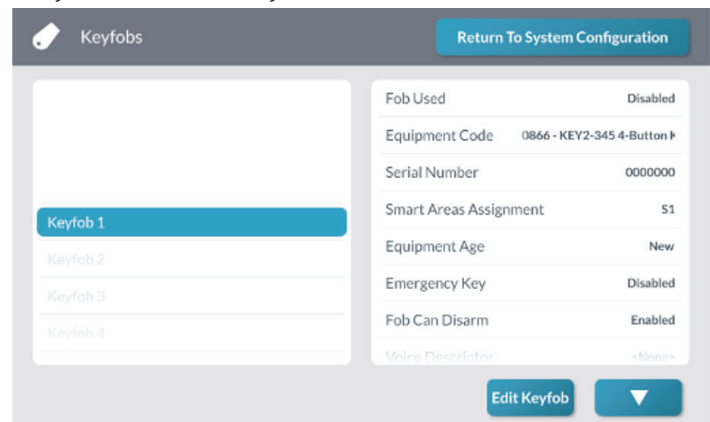 Keyfobs
Return To System Configuration
Keyfob 1
Keyfob 2
Keyfob 3
Keyfob 4
Fob Used Disabled
Equipment Code 0866 - KEY2-345 4-Button K
Serial Number 0000000
Smart Areas Assignment S1
Equipment Age New
Emergency Key Disabled
Fob Can Disarm Enabled
Voice Descriptor <None>
Edit Keyfob